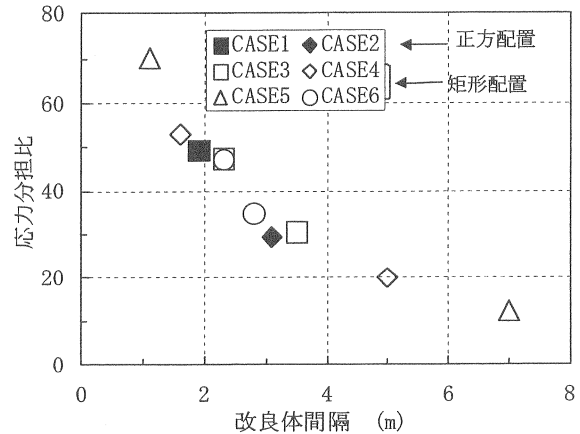 80
60
40
20
0
応力分担比
■CASE1 ◆CASE2 ← 正方配置
□CASE3 ◇CASE4
△CASE5 ○CASE6
← 矩形配置
0 2 4 6 8
改良体間隔 (m)